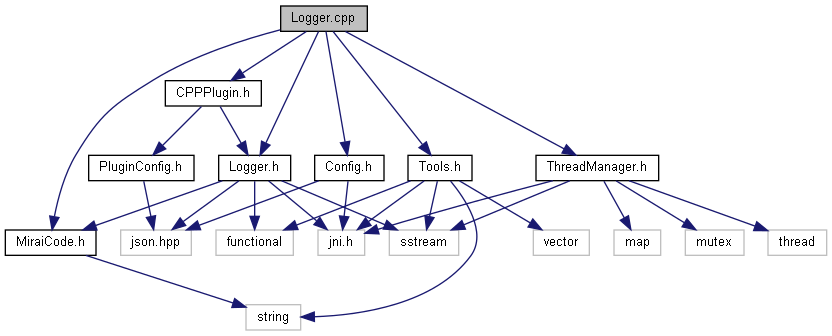 Logger.cpp
CPPPlugin.h
PluginConfig.h
Logger.h
Config.h
Tools.h
ThreadManager.h
MiraiCode.h
json.hpp
functional
jni.h
sstream
vector
map
mutex
thread
string